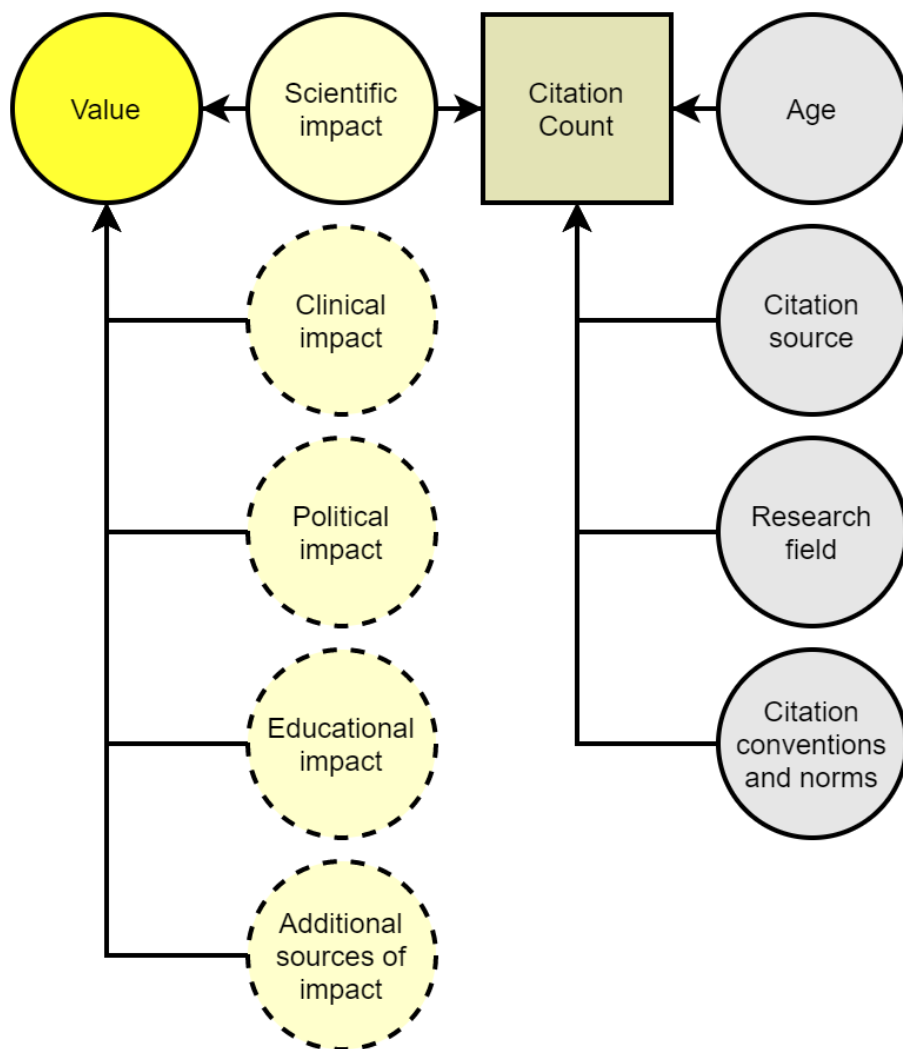 Value
Scientific
impact
Citation
Count
Age
Clinical
impact
Citation
source
Political
impact
Research
field
Educational
impact
Citation
conventions
and norms
Additional
sources of
impact